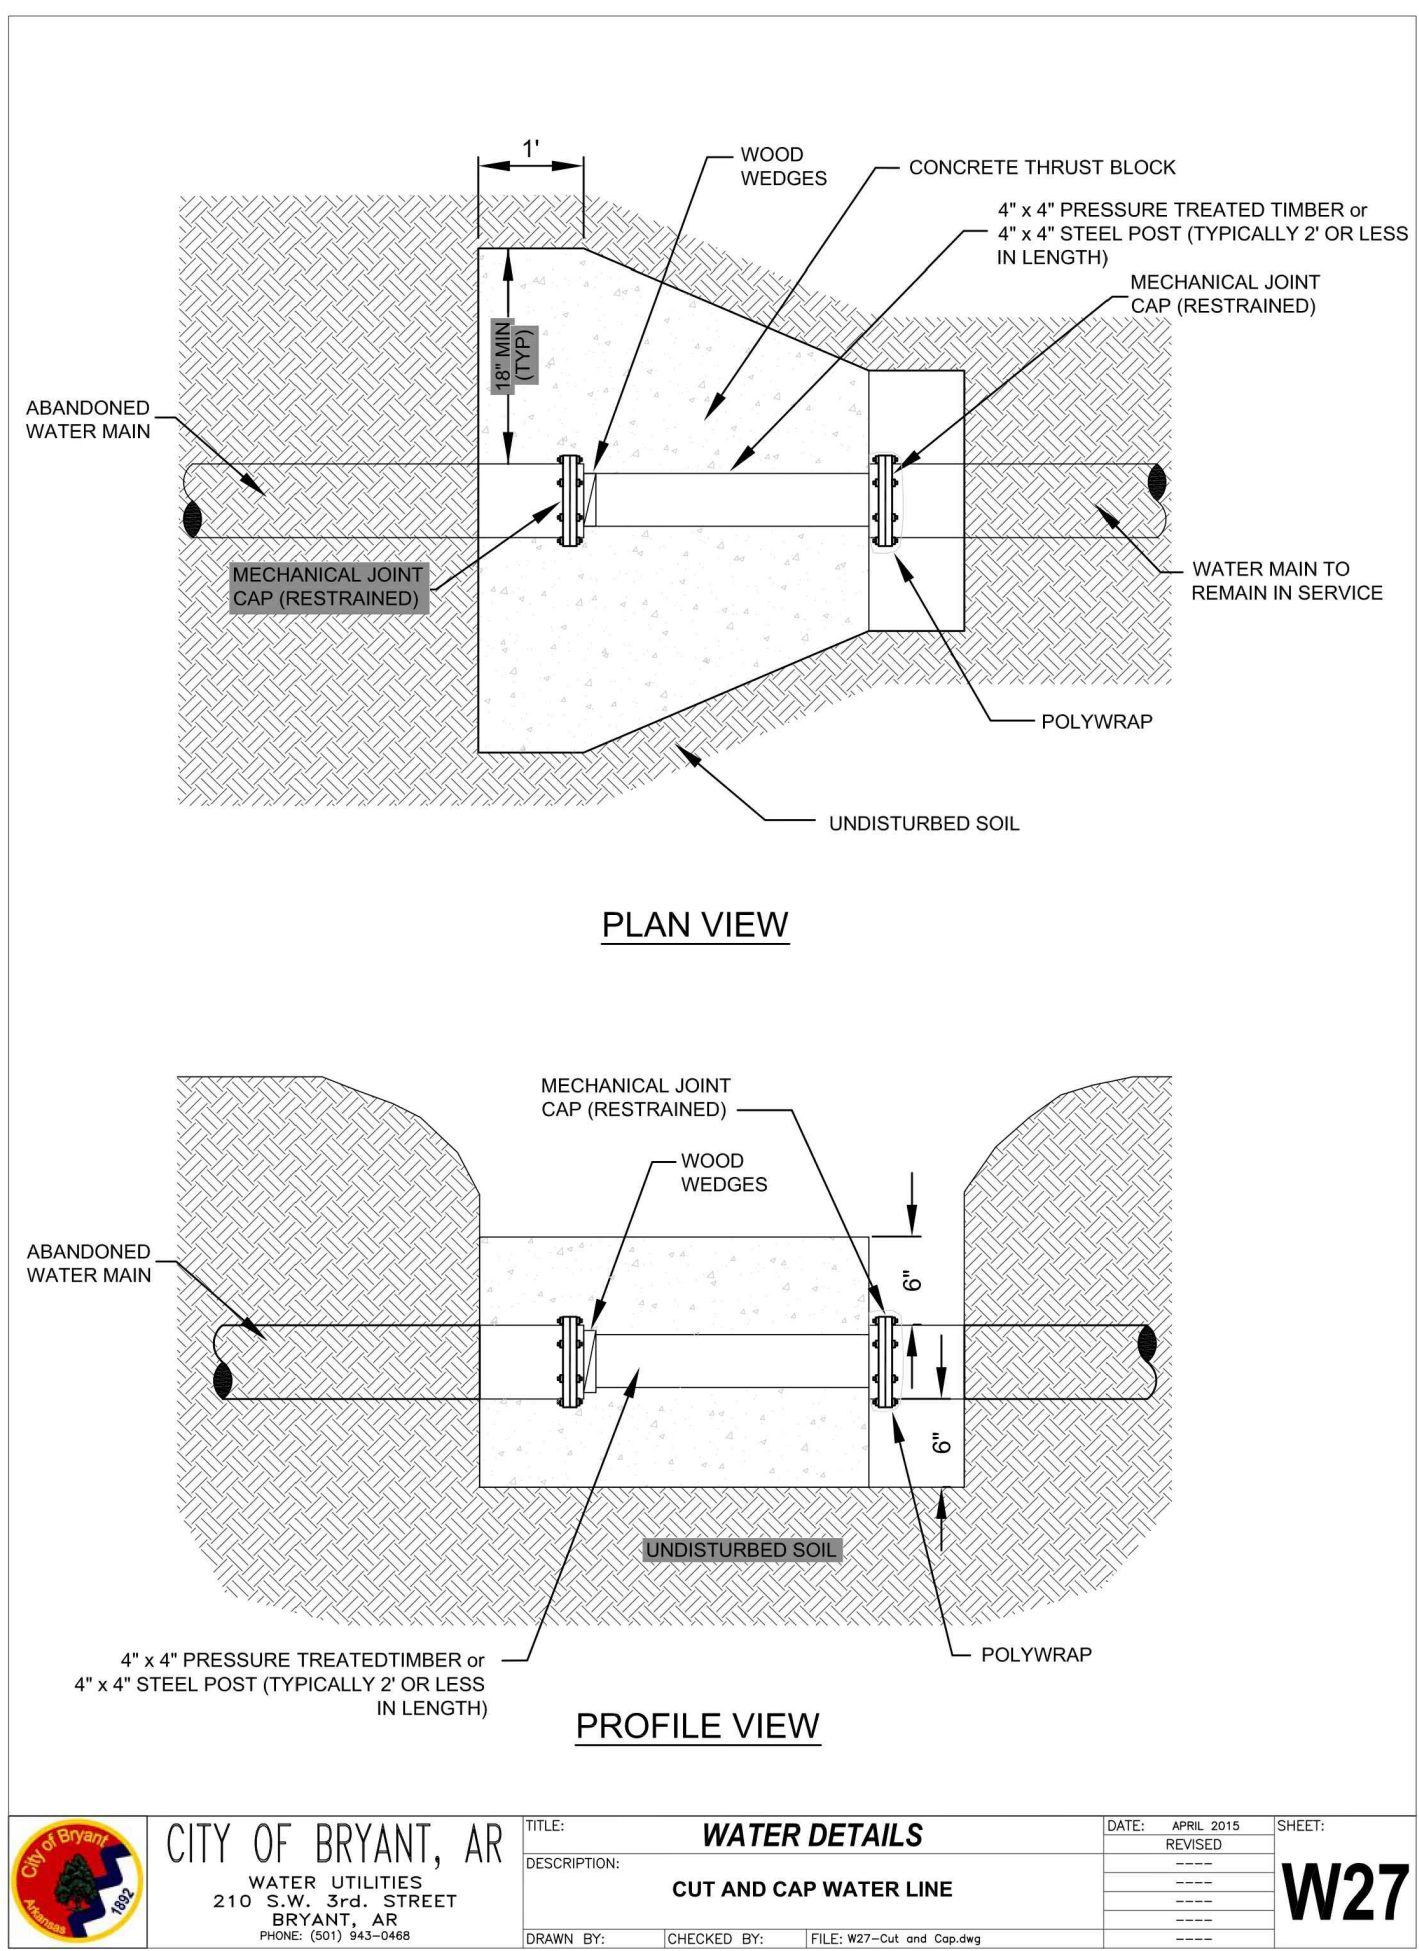 1'
WOOD
WEDGES
CONCRETE THRUST BLOCK
4" x 4" PRESSURE TREATED TIMBER or
4" x 4" STEEL POST (TYPICALLY 2' OR LESS
IN LENGTH)
MECHANICAL JOINT
CAP (RESTRAINED)
18" MIN
(TYP)
ABANDONED
WATER MAIN
MECHANICAL JOINT
CAP (RESTRAINED)
WATER MAIN TO
REMAIN IN SERVICE
POLYWRAP
UNDISTURBED SOIL
PLAN VIEW
MECHANICAL JOINT
CAP (RESTRAINED)
WOOD
WEDGES
ABANDONED
WATER MAIN
6"
6"
UNDISTURBED SOIL
4" x 4" PRESSURE TREATEDTIMBER or
4" x 4" STEEL POST (TYPICALLY 2' OR LESS
IN LENGTH)
POLYWRAP
PROFILE VIEW
City of Bryant
Arkansas
1892
CITY OF BRYANT, AR
WATER UTILITIES
210 S.W. 3rd. STREET
BRYANT, AR
PHONE: (501) 943-0468
TITLE:
WATER DETAILS
DESCRIPTION:
CUT AND CAP WATER LINE
DRAWN BY:
CHECKED BY:
FILE: W27-Cut and Cap.dwg
DATE: APRIL 2015
REVISED
----
----
----
----
----
SHEET:
W27